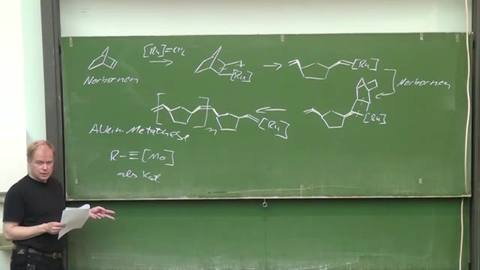 [Ru]=CH₂
[Ru]
[Ru]
Norbornen
Norbornen
[Ru]
[Ru]
n
Alkin Metathese
R-≡[Mo]
als Kat